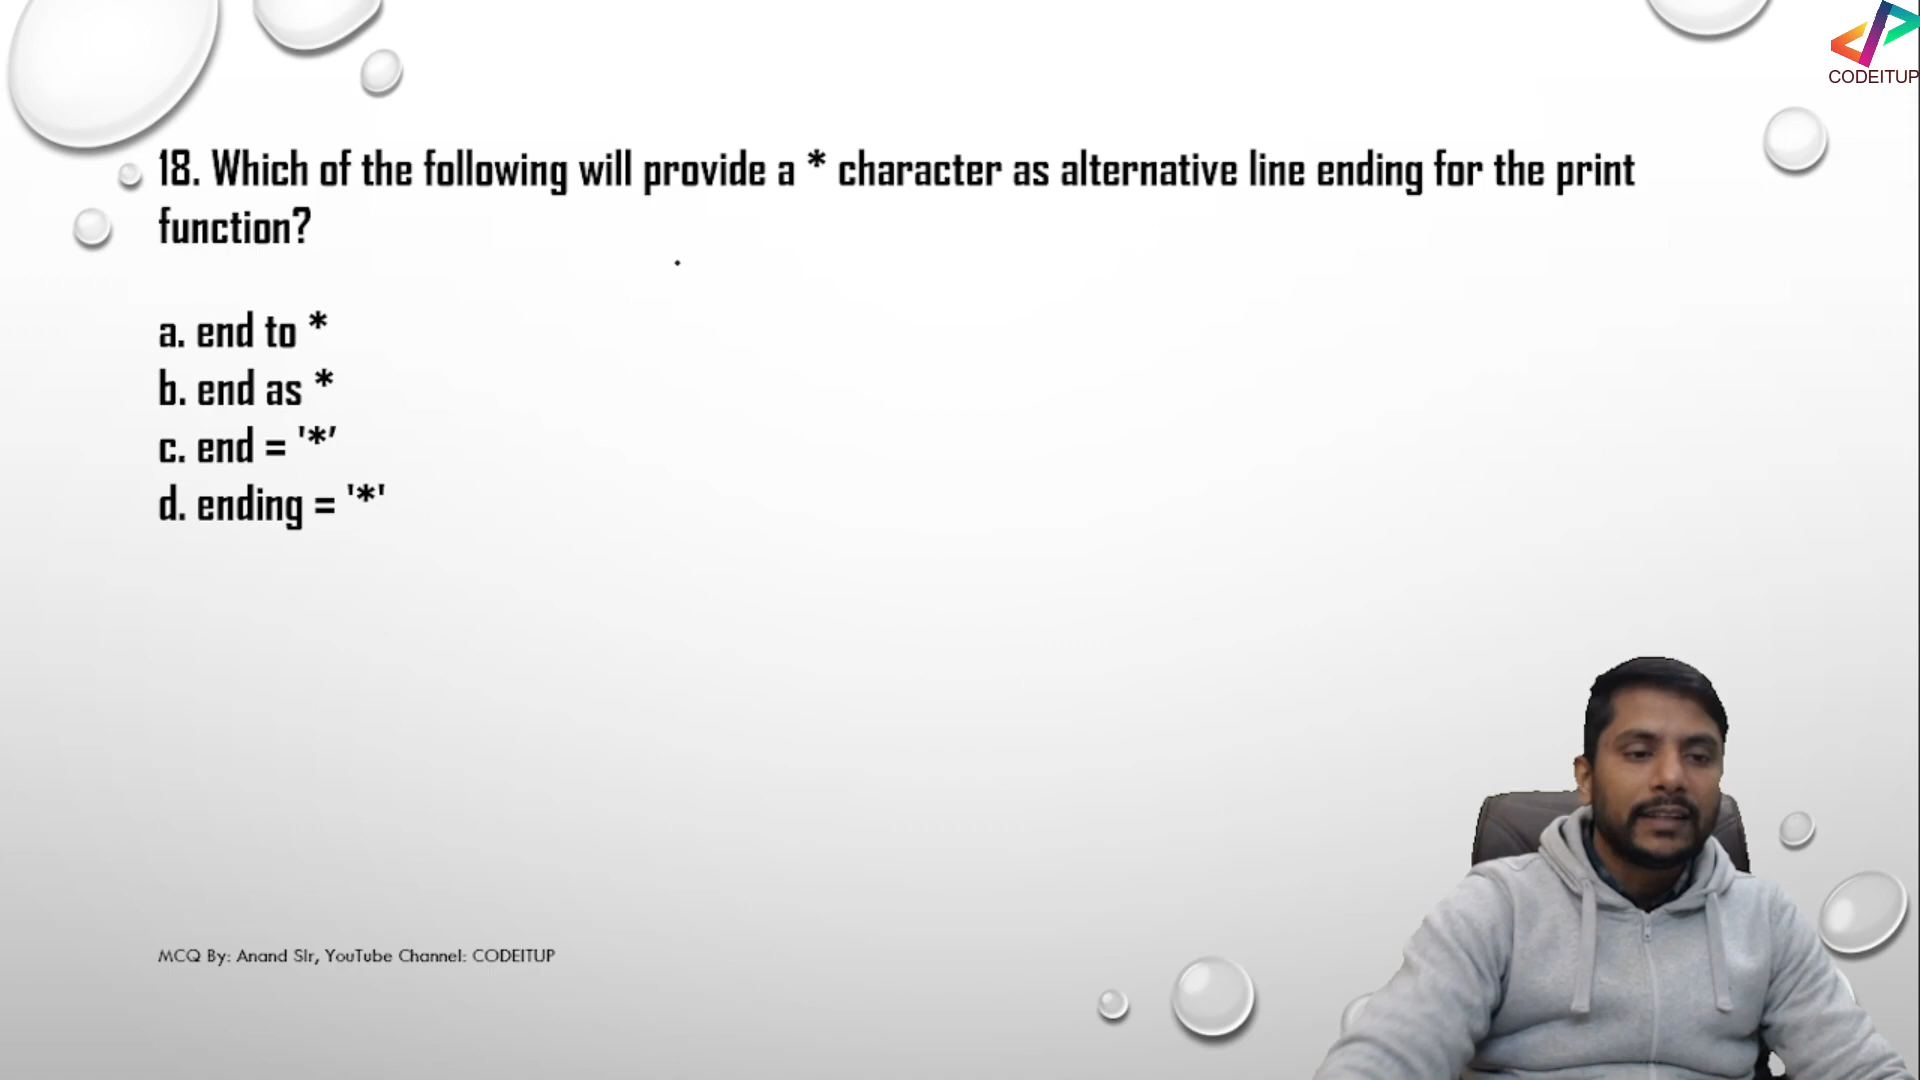 CODEITUP
18. Which of the following will provide a * character as alternative line ending for the print
function?
a. end to *
b. end as *
c. end = '*’
d. ending = '*'
MCQ By: Anand SIr, YouTube Channel: CODEITUP